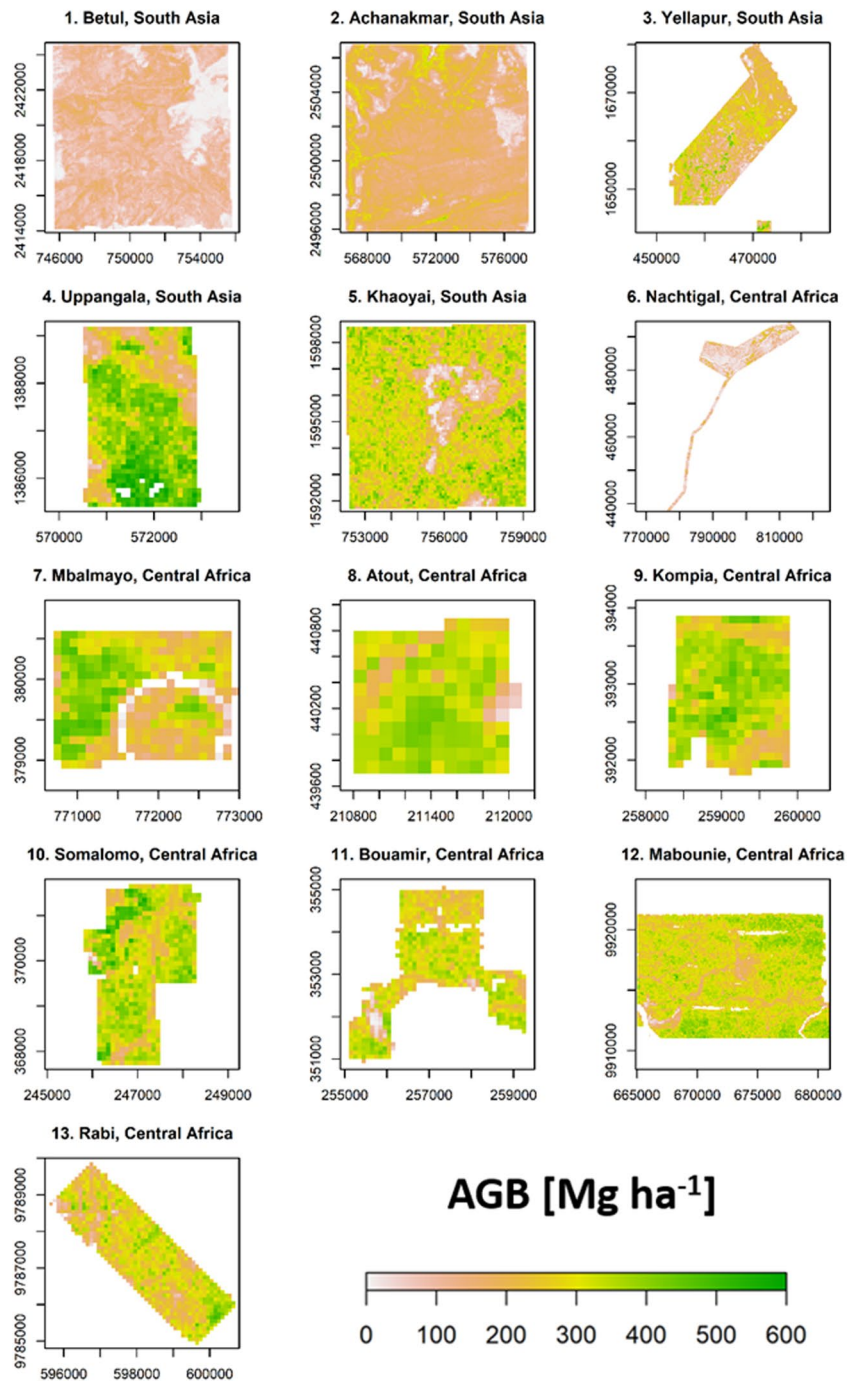 1. Betul, South Asia
2. Achanakmar, South Asia
3. Yellapur, South Asia
2414000 2418000 2422000
746000 750000 754000
2496000 2500000 2504000
568000 572000 576000
1650000 1670000
450000 470000
4. Uppangala, South Asia
5. Khaoyai, South Asia
6. Nachtigal, Central Africa
1386000 1388000
570000 572000
1592000 1595000 1598000
753000 756000 759000
440000 460000 480000
770000 790000 810000
7. Mbalmayo, Central Africa
8. Atout, Central Africa
9. Kompia, Central Africa
379000 380000
771000 772000 773000
439600 440200 440800
210800 211400 212000
392000 393000 394000
258000 259000 260000
10. Somalomo, Central Africa
11. Bouamir, Central Africa
12. Mabounie, Central Africa
368000 370000
245000 247000 249000
351000 353000 355000
255000 257000 259000
9910000 9920000
665000 670000 675000 680000
13. Rabi, Central Africa
9785000 9787000 9789000
596000 598000 600000
AGB [Mg ha-1]
0 100 200 300 400 500 600